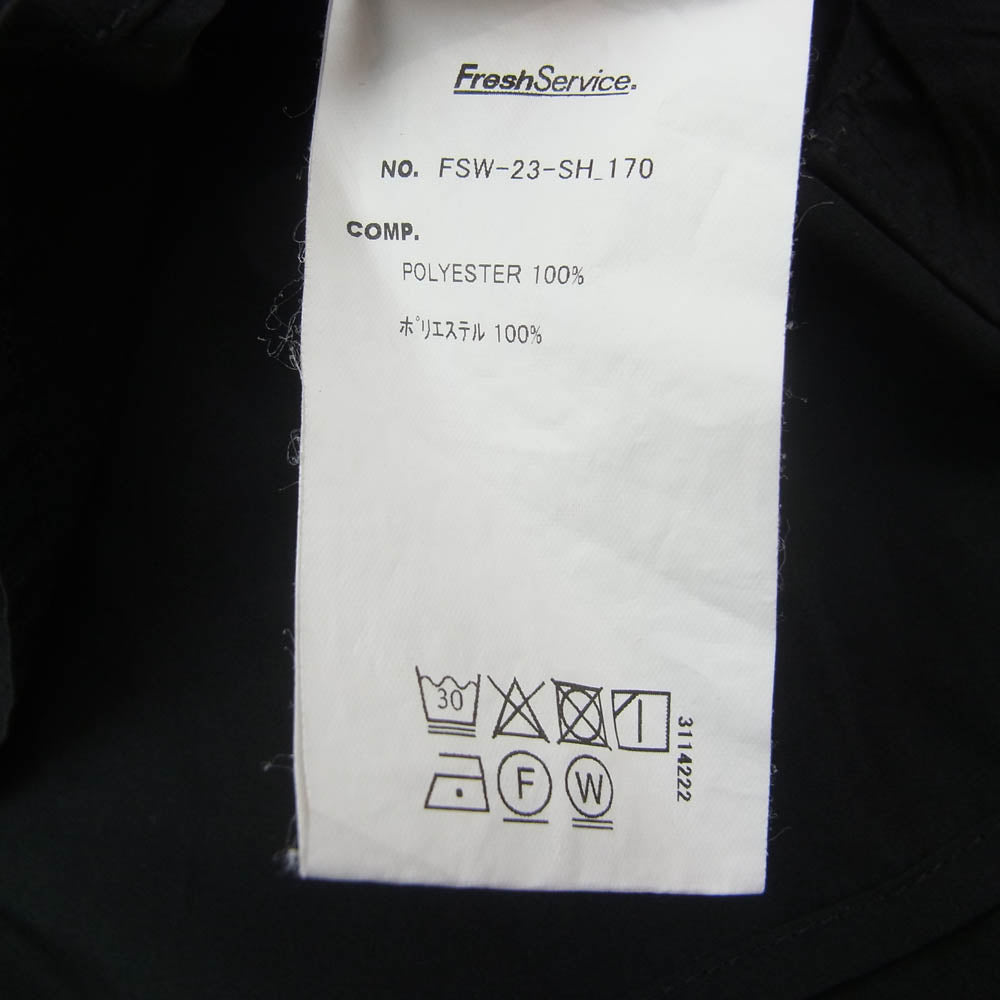 FreshService.
NO. FSW-23-SH_170
COMP.
POLYESTER 100%
ﾎﾟﾘｴｽﾃﾙ 100%
30
F W
3114222